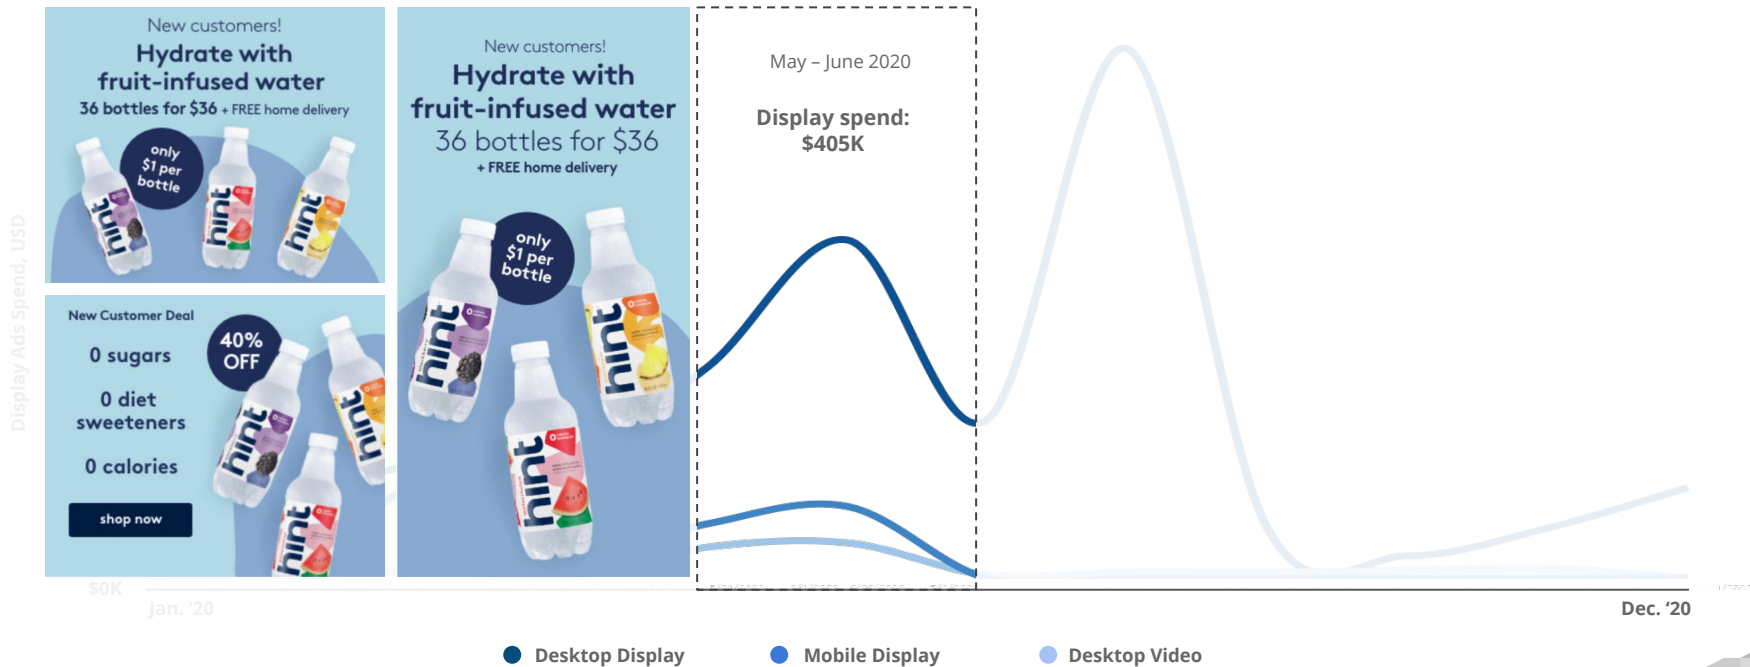 New customers!
Hydrate with
fruit-infused water
36 bottles for $36 + FREE home delivery
only
$1 per
bottle
hint
hint
hint
New Customer Deal
40%
OFF
0 sugars
0 diet
sweeteners
0 calories
shop now
hint
hint
hint
New customers!
Hydrate with
fruit-infused water
36 bottles for $36
+ FREE home delivery
only
$1 per
bottle
hint
hint
hint
May – June 2020
Display spend:
$405K
Display Ads Spend, USD
$0K
Jan. ‘20
Dec. ‘20
Desktop Display
Mobile Display
Desktop Video